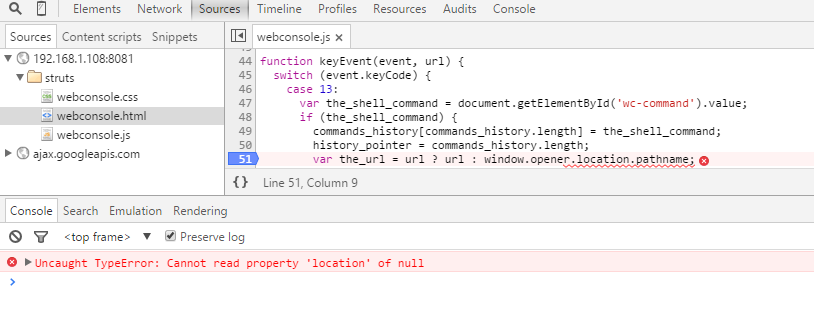 Elements Network Sources Timeline Profiles Resources Audits Console
Sources Content scripts Snippets
webconsole.js ×
192.168.1.108:8081
struts
webconsole.css
webconsole.html
webconsole.js
ajax.googleapis.com
43
44 function keyEvent(event, url) {
45 switch (event.keyCode) {
46 case 13:
47 var the_shell_command = document.getElementById('wc-command').value;
48 if (the_shell_command) {
49 commands_history[commands_history.length] = the_shell_command;
50 history_pointer = commands_history.length;
51 var the_url = url ? url : window.opener.location.pathname;
{} Line 51, Column 9
Console Search Emulation Rendering
<top frame> ▼ Preserve log
Uncaught TypeError: Cannot read property 'location' of null
>